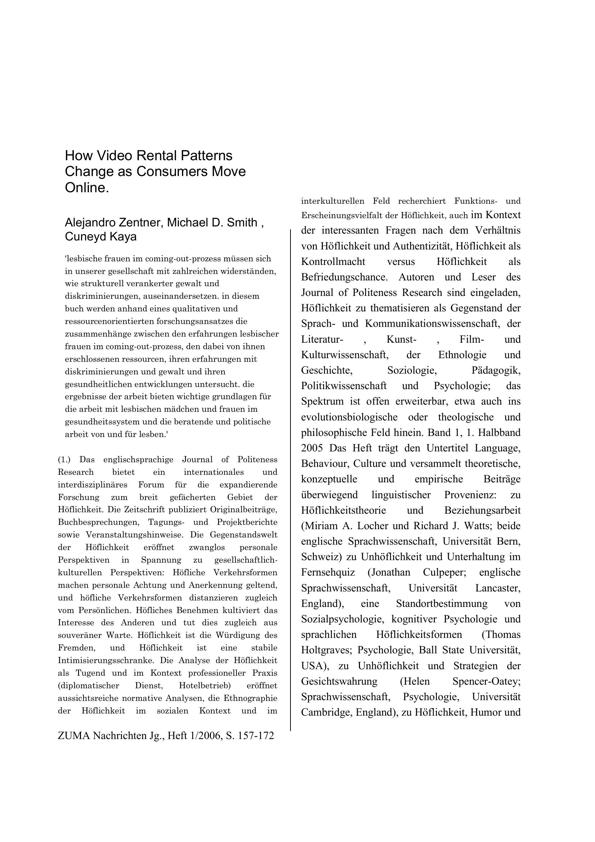 How Video Rental Patterns
Change as Consumers Move
Online.
Alejandro Zentner, Michael D. Smith ,
Cuneyd Kaya
'lesbische frauen im coming-out-prozess müssen sich
in unserer gesellschaft mit zahlreichen widerständen,
wie strukturell verankerter gewalt und
diskriminierungen, auseinandersetzen. in diesem
buch werden anhand eines qualitativen und
ressourcenorientierten forschungsansatzes die
zusammenhänge zwischen den erfahrungen lesbischer
frauen im coming-out-prozess, den dabei von ihnen
erschlossenen ressourcen, ihren erfahrungen mit
diskriminierungen und gewalt und ihren
gesundheitlichen entwicklungen untersucht. die
ergebnisse der arbeit bieten wichtige grundlagen für
die arbeit mit lesbischen mädchen und frauen im
gesundheitssystem und die beratende und politische
arbeit von und für lesben.'
(1.) Das englischsprachige Journal of Politeness
Research bietet ein internationales und
interdisziplinäres Forum für die expandierende
Forschung zum breit gefächerten Gebiet der
Höflichkeit. Die Zeitschrift publiziert Originalbeiträge,
Buchbesprechungen, Tagungs- und Projektberichte
sowie Veranstaltungshinweise. Die Gegenstandswelt
der Höflichkeit eröffnet zwanglos personale
Perspektiven in Spannung zu gesellschaftlich-
kulturellen Perspektiven: Höfliche Verkehrsformen
machen personale Achtung und Anerkennung geltend,
und höfliche Verkehrsformen distanzieren zugleich
vom Persönlichen. Höfliches Benehmen kultiviert das
Interesse des Anderen und tut dies zugleich aus
souveräner Warte. Höflichkeit ist die Würdigung des
Fremden, und Höflichkeit ist eine stabile
Intimisierungsschranke. Die Analyse der Höflichkeit
als Tugend und im Kontext professioneller Praxis
(diplomatischer Dienst, Hotelbetrieb) eröffnet
aussichtsreiche normative Analysen, die Ethnographie
der Höflichkeit im sozialen Kontext und im
interkulturellen Feld recherchiert Funktions- und
Erscheinungsvielfalt der Höflichkeit, auch im Kontext
der interessanten Fragen nach dem Verhältnis
von Höflichkeit und Authentizität, Höflichkeit als
Kontrollmacht versus Höflichkeit als
Befriedungschance. Autoren und Leser des
Journal of Politeness Research sind eingeladen,
Höflichkeit zu thematisieren als Gegenstand der
Sprach- und Kommunikationswissenschaft, der
Literatur- , Kunst- , Film- und
Kulturwissenschaft, der Ethnologie und
Geschichte, Soziologie, Pädagogik,
Politikwissenschaft und Psychologie; das
Spektrum ist offen erweiterbar, etwa auch ins
evolutionsbiologische oder theologische und
philosophische Feld hinein. Band 1, 1. Halbband
2005 Das Heft trägt den Untertitel Language,
Behaviour, Culture und versammelt theoretische,
konzeptuelle und empirische Beiträge
überwiegend linguistischer Provenienz: zu
Höflichkeitstheorie und Beziehungsarbeit
(Miriam A. Locher und Richard J. Watts; beide
englische Sprachwissenschaft, Universität Bern,
Schweiz) zu Unhöflichkeit und Unterhaltung im
Fernsehquiz (Jonathan Culpeper; englische
Sprachwissenschaft, Universität Lancaster,
England), eine Standortbestimmung von
Sozialpsychologie, kognitiver Psychologie und
sprachlichen Höflichkeitsformen (Thomas
Holtgraves; Psychologie, Ball State Universität,
USA), zu Unhöflichkeit und Strategien der
Gesichtswahrung (Helen Spencer-Oatey;
Sprachwissenschaft, Psychologie, Universität
Cambridge, England), zu Höflichkeit, Humor und
ZUMA Nachrichten Jg., Heft 1/2006, S. 157-172